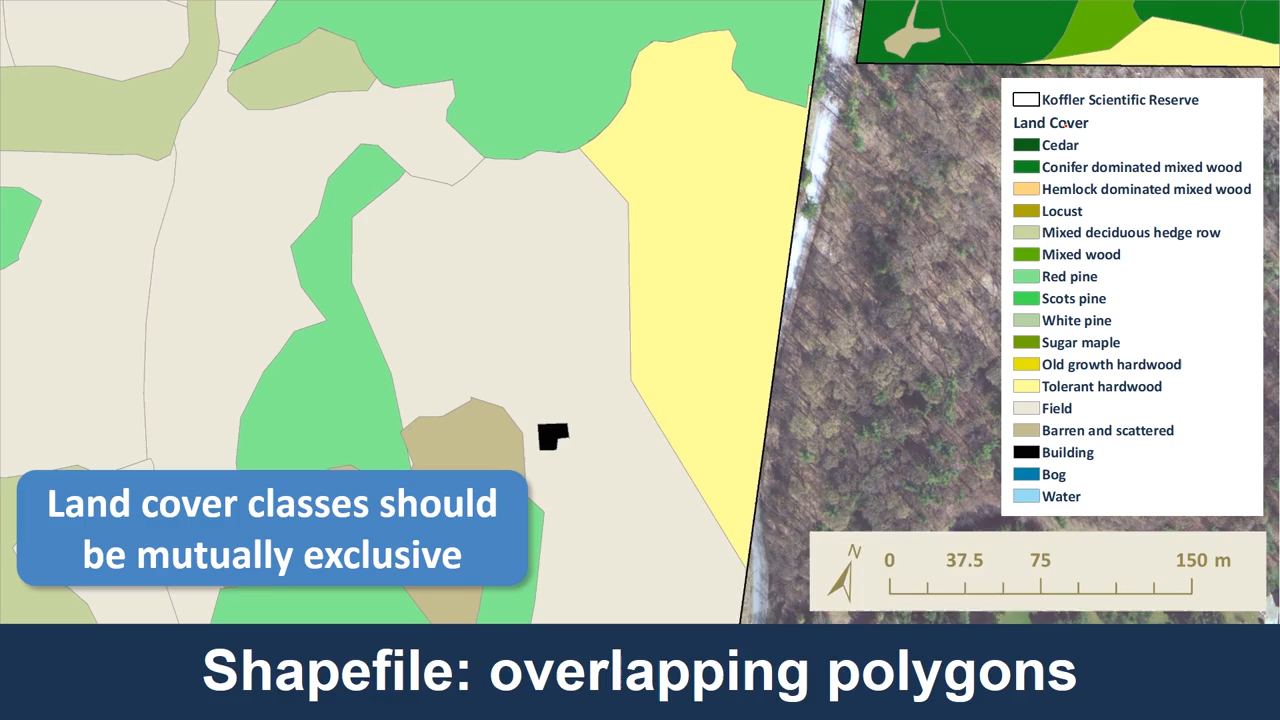 Koffler Scientific Reserve
Land Cover
Cedar
Conifer dominated mixed wood
Hemlock dominated mixed wood
Locust
Mixed deciduous hedge row
Mixed wood
Red pine
Scots pine
White pine
Sugar maple
Old growth hardwood
Tolerant hardwood
Field
Barren and scattered
Building
Bog
Water
Land cover classes should
be mutually exclusive
N
0 37.5 75 150 m
Shapefile: overlapping polygons